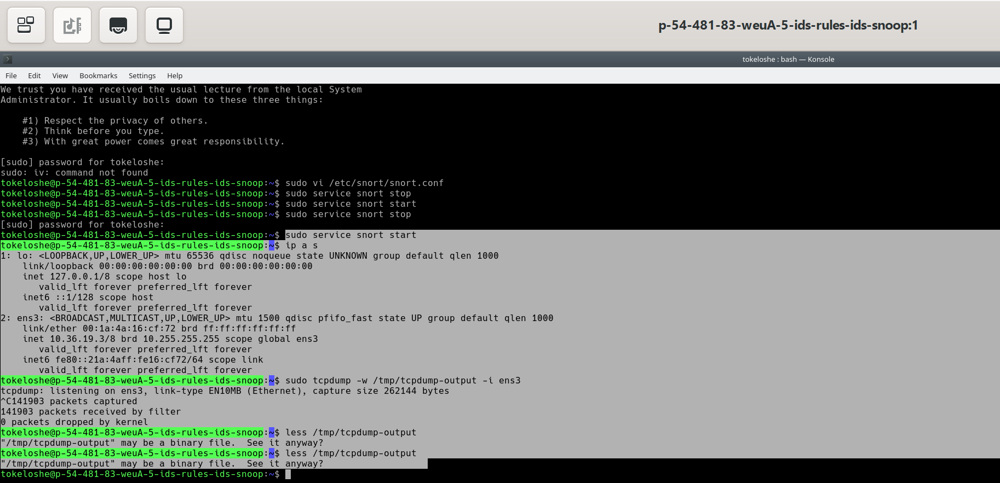 p-54-481-83-weuA-5-ids-rules-ids-snoop:1
tokeloshe : bash — Konsole
File Edit View Bookmarks Settings Help
We trust you have received the usual lecture from the local System
Administrator. It usually boils down to these three things:
#1) Respect the privacy of others.
#2) Think before you type.
#3) With great power comes great responsibility.
[sudo] password for tokeloshe:
sudo: iv: command not found
tokeloshe@p-54-481-83-weuA-5-ids-rules-ids-snoop:~$ sudo vi /etc/snort/snort.conf
tokeloshe@p-54-481-83-weuA-5-ids-rules-ids-snoop:~$ sudo service snort stop
tokeloshe@p-54-481-83-weuA-5-ids-rules-ids-snoop:~$ sudo service snort start
tokeloshe@p-54-481-83-weuA-5-ids-rules-ids-snoop:~$ sudo service snort stop
[sudo] password for tokeloshe:
tokeloshe@p-54-481-83-weuA-5-ids-rules-ids-snoop:~$ sudo service snort start
tokeloshe@p-54-481-83-weuA-5-ids-rules-ids-snoop:~$ ip a s
1: lo: <LOOPBACK,UP,LOWER_UP> mtu 65536 qdisc noqueue state UNKNOWN group default qlen 1000
link/loopback 00:00:00:00:00:00 brd 00:00:00:00:00:00
inet 127.0.0.1/8 scope host lo
valid_lft forever preferred_lft forever
inet6 ::1/128 scope host
valid_lft forever preferred_lft forever
2: ens3: <BROADCAST,MULTICAST,UP,LOWER_UP> mtu 1500 qdisc pfifo_fast state UP group default qlen 1000
link/ether 00:1a:4a:16:cf:72 brd ff:ff:ff:ff:ff:ff
inet 10.36.19.3/8 brd 10.255.255.255 scope global ens3
valid_lft forever preferred_lft forever
inet6 fe80::21a:4aff:fe16:cf72/64 scope link
valid_lft forever preferred_lft forever
tokeloshe@p-54-481-83-weuA-5-ids-rules-ids-snoop:~$ sudo tcpdump -w /tmp/tcpdump-output -i ens3
tcpdump: listening on ens3, link-type EN10MB (Ethernet), capture size 262144 bytes
^C141903 packets captured
141903 packets received by filter
0 packets dropped by kernel
tokeloshe@p-54-481-83-weuA-5-ids-rules-ids-snoop:~$ less /tmp/tcpdump-output
"/tmp/tcpdump-output" may be a binary file.  See it anyway?
tokeloshe@p-54-481-83-weuA-5-ids-rules-ids-snoop:~$ less /tmp/tcpdump-output
"/tmp/tcpdump-output" may be a binary file.  See it anyway?
tokeloshe@p-54-481-83-weuA-5-ids-rules-ids-snoop:~$